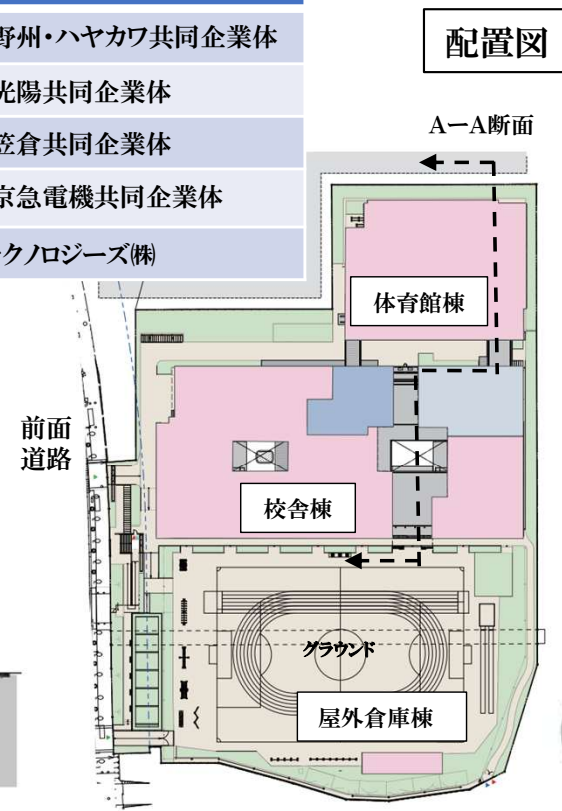 野州・ハヤカワ共同企業体
光陽共同企業体
笠倉共同企業体
京急電機共同企業体
クノロジーズ㈱
配置図
A－A断面
体育館棟
前面
道路
校舎棟
グラウンド
屋外倉庫棟